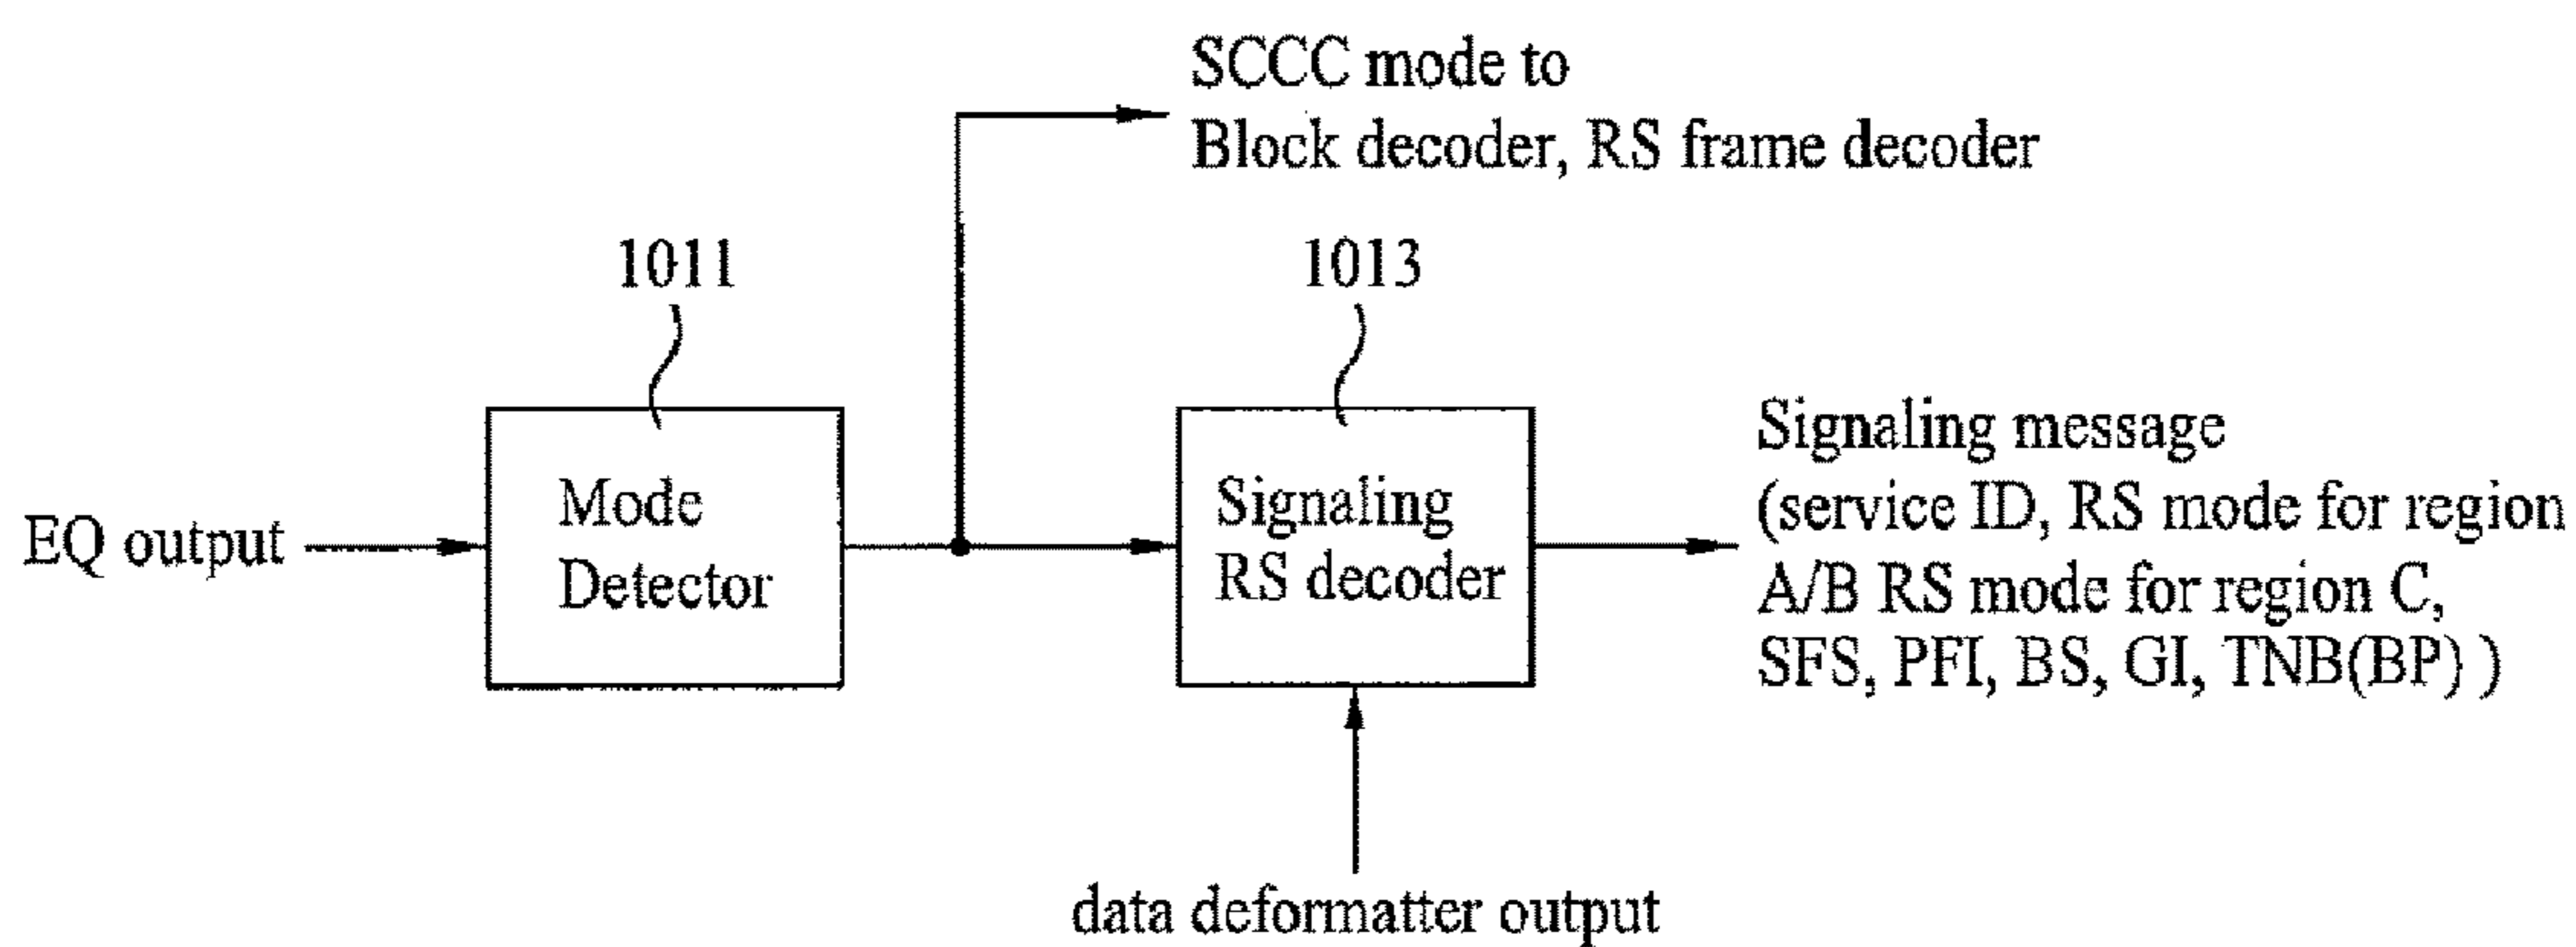 SCCC mode to
Block decoder, RS frame decoder
1011
1013
EQ output
Mode
Detector
Signaling
RS decoder
Signaling message
(service ID, RS mode for region
A/B RS mode for region C,
SFS, PFI, BS, GI, TNB(BP) )
data deformatter output